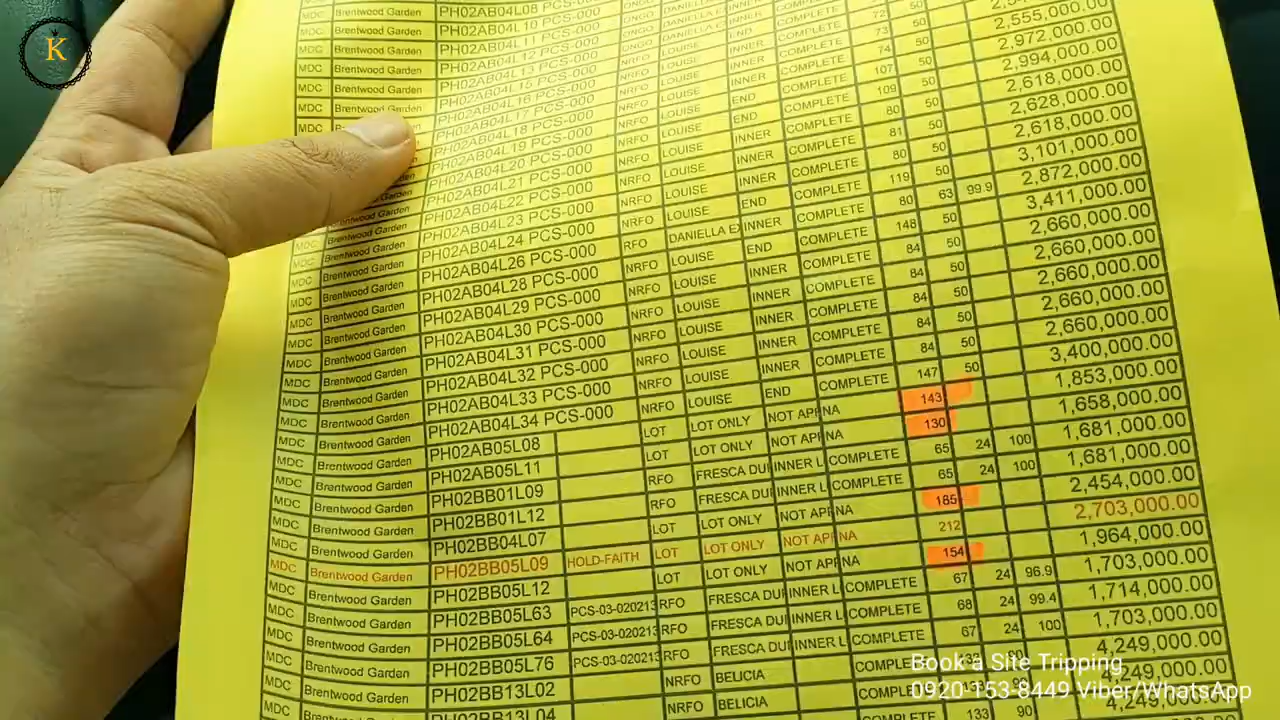 MDC Brentwood Garden PH02AB04L08 PCS-000
MDC Brentwood Garden PH02AB04L10 PCS-000
MDC Brentwood Garden PH02AB04L11 PCS-000
MDC Brentwood Garden PH02AB04L12 PCS-000
MDC Brentwood Garden PH02AB04L13 PCS-000
MDC Brentwood Garden PH02AB04L15 PCS-000
MDC PH02AB04L16 PCS-000
PH02AB04L17 PCS-000 NRFO LOUISE INNER COMPLETE 73 50
PH02AB04L18 PCS-000 NRFO LOUISE INNER COMPLETE 74 50 2,555,000.00
PH02AB04L19 PCS-000 NRFO LOUISE END COMPLETE 107 50 2,972,000.00
Garden PH02AB04L20 PCS-000 NRFO LOUISE END COMPLETE 109 50 2,994,000.00
Brentwood Garden PH02AB04L21 PCS-000 NRFO LOUISE INNER COMPLETE 80 50 2,618,000.00
MDC Brentwood Garden PH02AB04L22 PCS-000 NRFO LOUISE INNER COMPLETE 81 50 2,628,000.00
MDC Brentwood Garden PH02AB04L23 PCS-000 NRFO LOUISE INNER COMPLETE 80 50 2,618,000.00
MDC Brentwood Garden PH02AB04L24 PCS-000 NRFO LOUISE END COMPLETE 119 50 3,101,000.00
MDC Brentwood Garden PH02AB04L26 PCS-000 RFO DANIELLA EX INNER COMPLETE 63 99.9 2,872,000.00
MDC Brentwood Garden PH02AB04L28 PCS-000 NRFO LOUISE END COMPLETE 148 50 3,411,000.00
MDC Brentwood Garden PH02AB04L29 PCS-000 NRFO LOUISE INNER COMPLETE 84 50 2,660,000.00
MDC Brentwood Garden PH02AB04L30 PCS-000 NRFO LOUISE INNER COMPLETE 84 50 2,660,000.00
MDC Brentwood Garden PH02AB04L31 PCS-000 NRFO LOUISE INNER COMPLETE 84 50 2,660,000.00
MDC Brentwood Garden PH02AB04L32 PCS-000 NRFO LOUISE INNER COMPLETE 84 50 2,660,000.00
MDC Brentwood Garden PH02AB04L33 PCS-000 NRFO LOUISE INNER COMPLETE 84 50 2,660,000.00
MDC Brentwood Garden PH02AB04L34 PCS-000 NRFO LOUISE END COMPLETE 147 50 3,400,000.00
MDC Brentwood Garden PH02AB05L08 LOT LOT ONLY NOT APNA 143 1,853,000.00
MDC Brentwood Garden PH02AB05L11 LOT LOT ONLY NOT APNA 130 1,658,000.00
MDC Brentwood Garden PH02BB01L09 RFO FRESCA DU INNER L COMPLETE 65 24 100 1,681,000.00
MDC Brentwood Garden PH02BB01L12 RFO FRESCA DU INNER L COMPLETE 65 24 100 1,681,000.00
MDC Brentwood Garden PH02BB04L07 LOT LOT ONLY NOT APNA 185 2,454,000.00
MDC Brentwood Garden PH02BB05L09 HOLD-FAITH LOT LOT ONLY NOT APNA 212 2,703,000.00
MDC Brentwood Garden PH02BB05L12 LOT LOT ONLY NOT APNA 154 1,964,000.00
MDC Brentwood Garden PH02BB05L63 PCS-03-020213 RFO FRESCA DU INNER L COMPLETE 67 24 96.9 1,703,000.00
MDC Brentwood Garden PH02BB05L64 PCS-03-020213 RFO FRESCA DU INNER L COMPLETE 68 24 99.4 1,714,000.00
MDC Brentwood Garden PH02BB05L76 PCS-03-020213 RFO FRESCA DU INNER L COMPLETE 67 24 100 1,703,000.00
MDC Brentwood Garden PH02BB13L02 NRFO BELICIA COMPLETE 4,249,000.00
MDC Brentwood Garden PH02BB13L04 NRFO BELICIA COMPLETE 133 90 4,249,000.00
K
Book a Site Tripping
0920-153-8449 Viber/WhatsApp